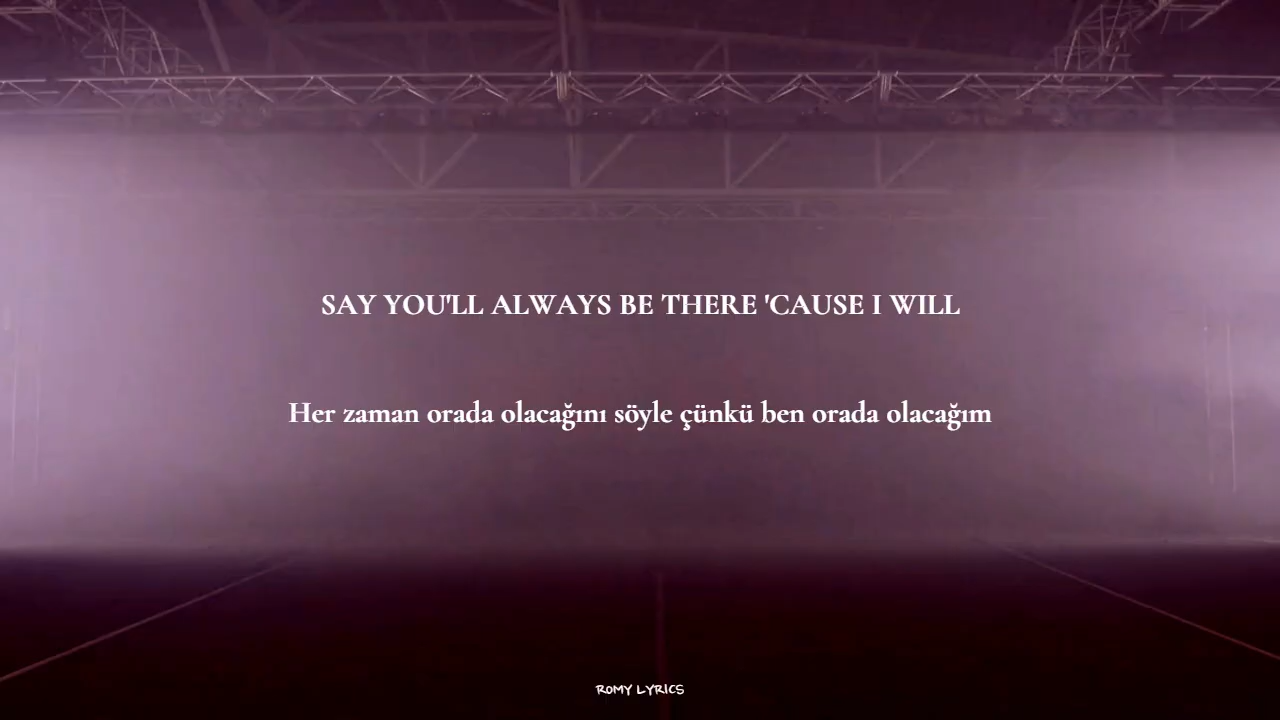 SAY YOU'LL ALWAYS BE THERE 'CAUSE I WILL
Her zaman orada olacağını söyle çünkü ben orada olacağım
ROMY LYRICS